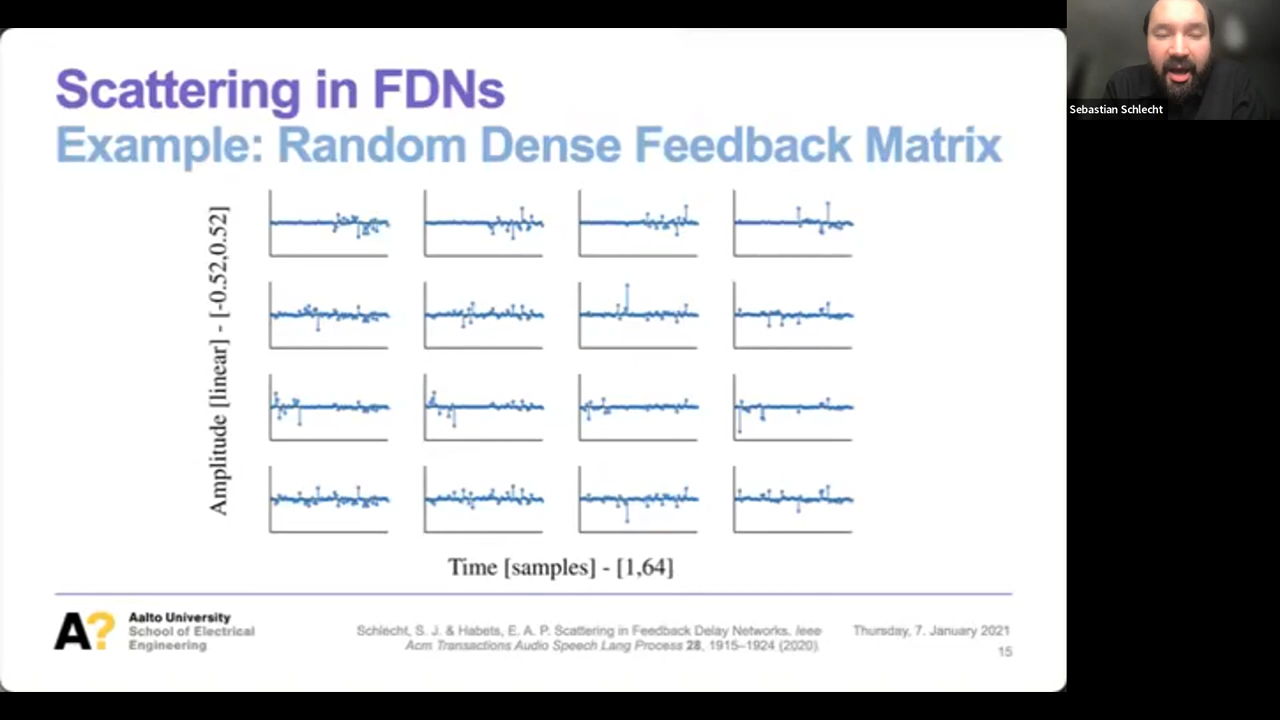 Scattering in FDNs
Example: Random Dense Feedback Matrix
Amplitude [linear] - [-0.52,0.52]
Time [samples] - [1,64]
A?
Aalto University
School of Electrical
Engineering
Schlecht, S. J. & Habets, E. A. P. Scattering in Feedback Delay Networks. Ieee
Acm Transactions Audio Speech Lang Process 28, 1915–1924 (2020).
Thursday, 7. January 2021
15
Sebastian Schlecht